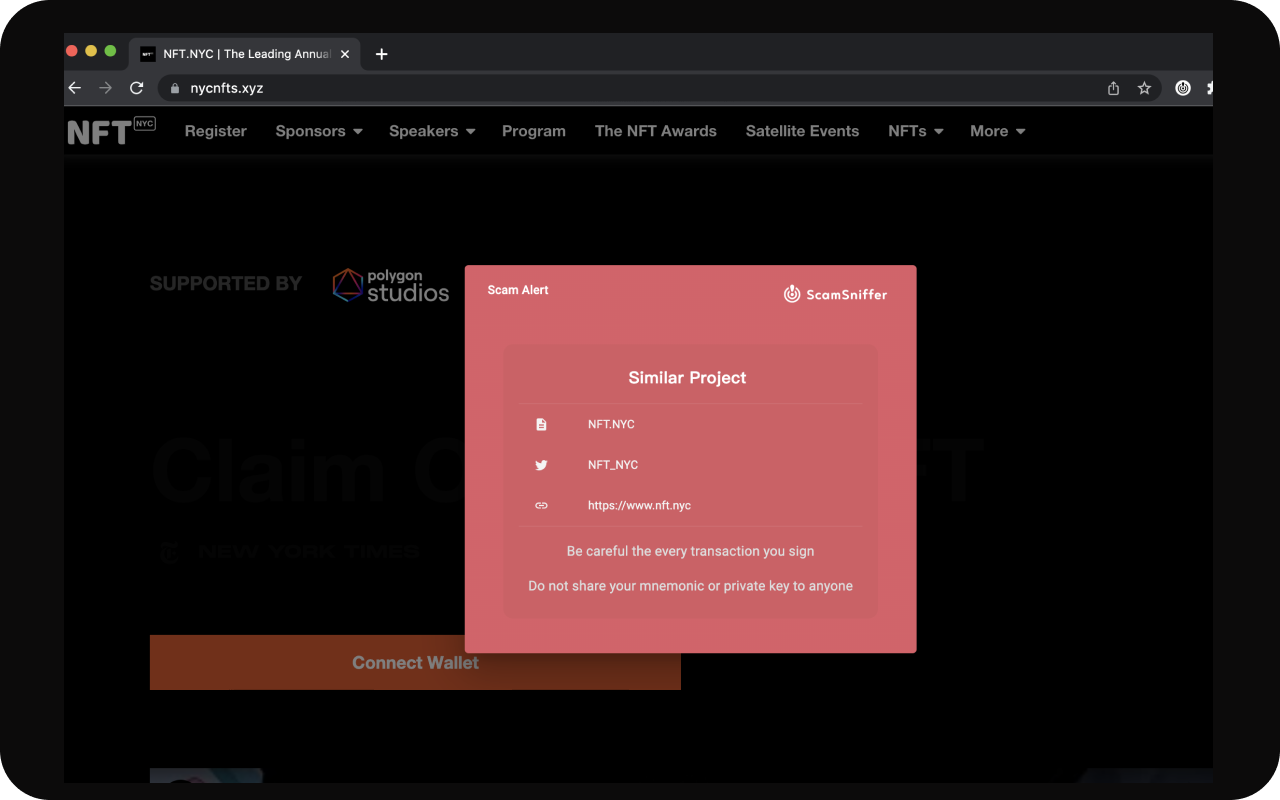 NFT.NYC | The Leading Annual
nycnfts.xyz
NFT NYC Register Sponsors Speakers Program The NFT Awards Satellite Events NFTs More
SUPPORTED BY polygon studios
Scam Alert
ScamSniffer
Similar Project
NFT.NYC
NFT_NYC
https://www.nft.nyc
Be careful the every transaction you sign
Do not share your mnemonic or private key to anyone
Claim
NEW YORK TIMES
Connect Wallet